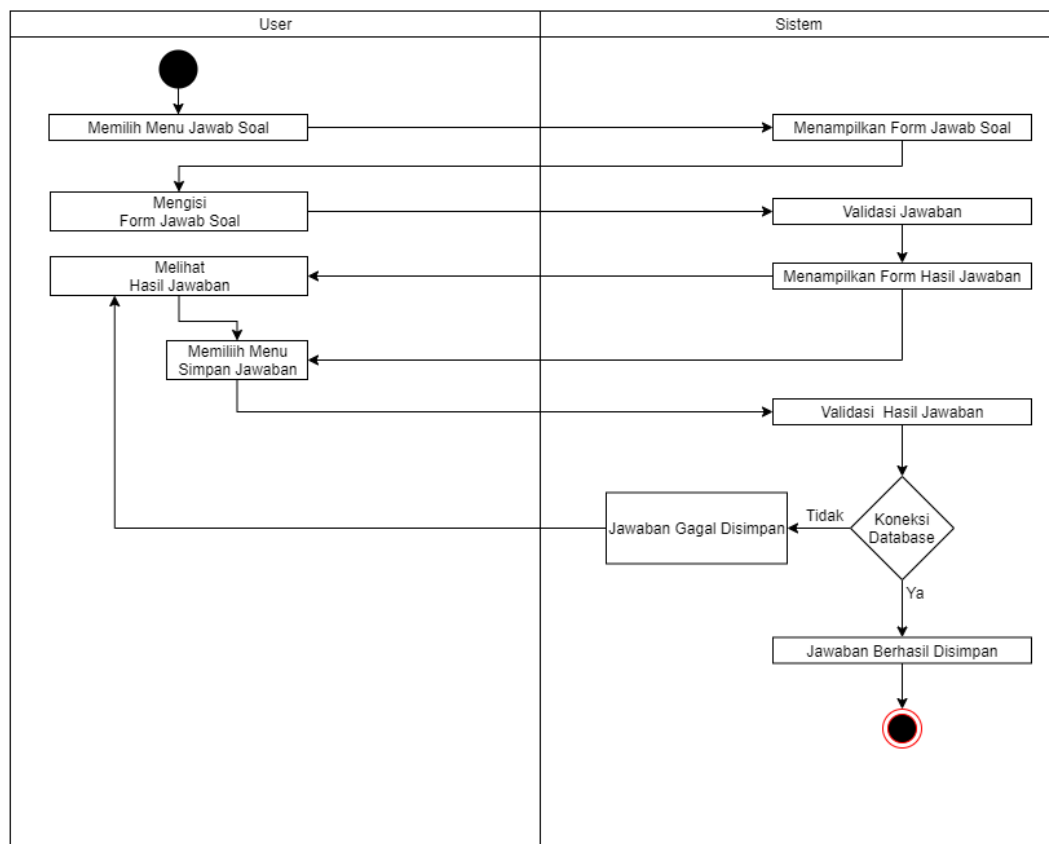 User
Sistem
Memilih Menu Jawab Soal
Menampilkan Form Jawab Soal
Mengisi
Form Jawab Soal
Validasi Jawaban
Melihat
Hasil Jawaban
Menampilkan Form Hasil Jawaban
Memiliih Menu
Simpan Jawaban
Validasi  Hasil Jawaban
Jawaban Gagal Disimpan
Tidak
Koneksi
Database
Ya
Jawaban Berhasil Disimpan